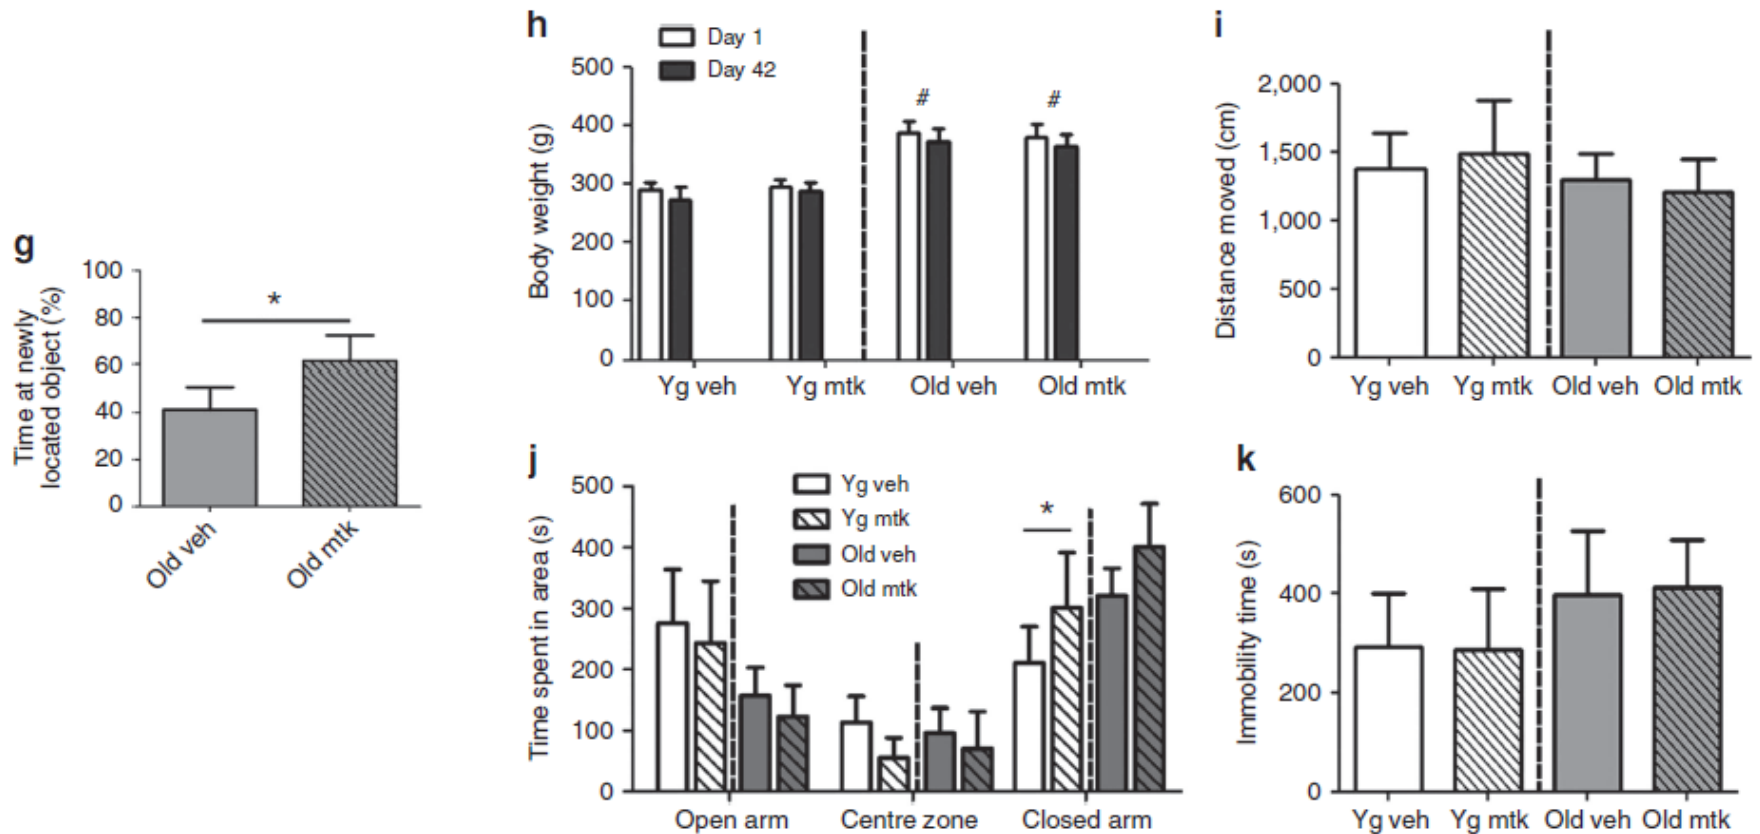 g
Time at newly
located object (%)
100
80
60
40
20
0
*
Old veh
Old mtk
h
Day 1
Day 42
Body weight (g)
500
400
300
200
100
0
#
#
Yg veh
Yg mtk
Old veh
Old mtk
i
Distance moved (cm)
2,000
1,500
1,000
500
0
Yg veh
Yg mtk
Old veh
Old mtk
j
Yg veh
Yg mtk
Old veh
Old mtk
Time spent in area (s)
500
400
300
200
100
0
*
Open arm
Centre zone
Closed arm
k
Immobility time (s)
600
400
200
0
Yg veh
Yg mtk
Old veh
Old mtk